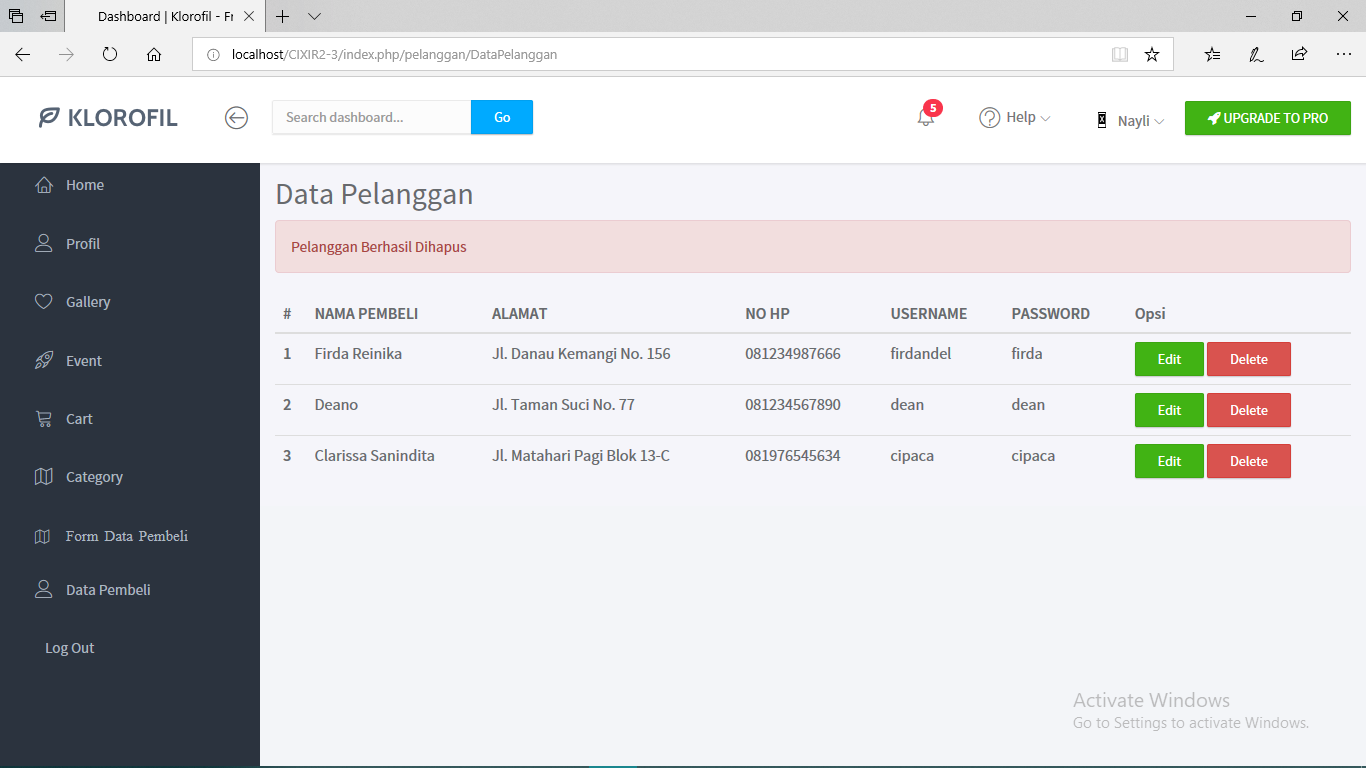 Dashboard | Klorofil - Fr
localhost/CIXIR2-3/index.php/pelanggan/DataPelanggan
KLOROFIL
Search dashboard...
Go
5
Help
Nayli
UPGRADE TO PRO
Home
Profil
Gallery
Event
Cart
Category
Form Data Pembeli
Data Pembeli
Log Out
Data Pelanggan
Pelanggan Berhasil Dihapus
# NAMA PEMBELI ALAMAT NO HP USERNAME PASSWORD Opsi
1 Firda Reinika Jl. Danau Kemangi No. 156 081234987666 firdandel firda Edit Delete
2 Deano Jl. Taman Suci No. 77 081234567890 dean dean Edit Delete
3 Clarissa Sanindita Jl. Matahari Pagi Blok 13-C 081976545634 cipaca cipaca Edit Delete
Activate Windows
Go to Settings to activate Windows.